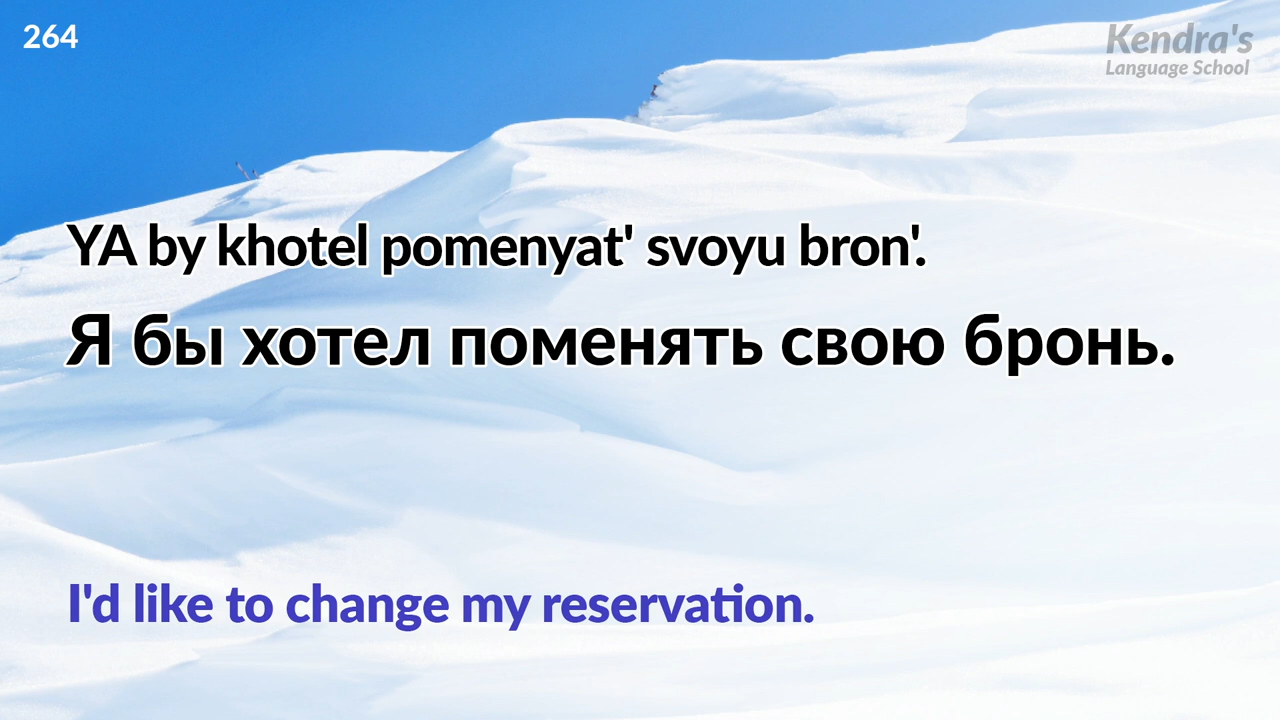 264
Kendra's
Language School
YA by khotel pomenyat' svoyu bron'.
Я бы хотел поменять свою бронь.
I'd like to change my reservation.